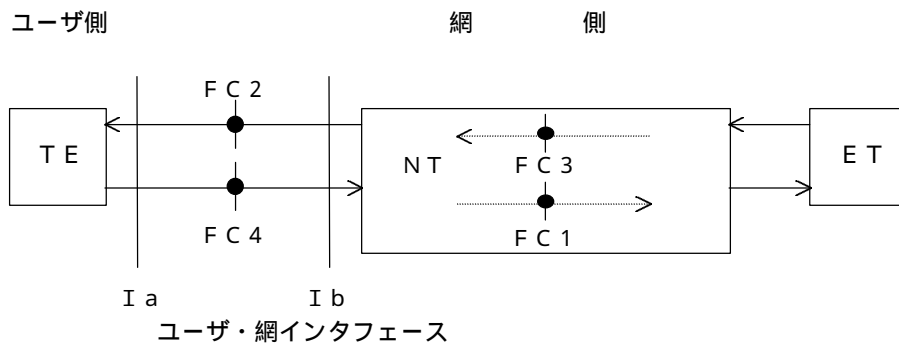 ユーザ側
網　　　側
ＦＣ２
ＴＥ
ＮＴ
ＦＣ３
ＥＴ
ＦＣ４
ＦＣ１
Ｉａ
Ｉｂ
ユーザ・網インタフェース